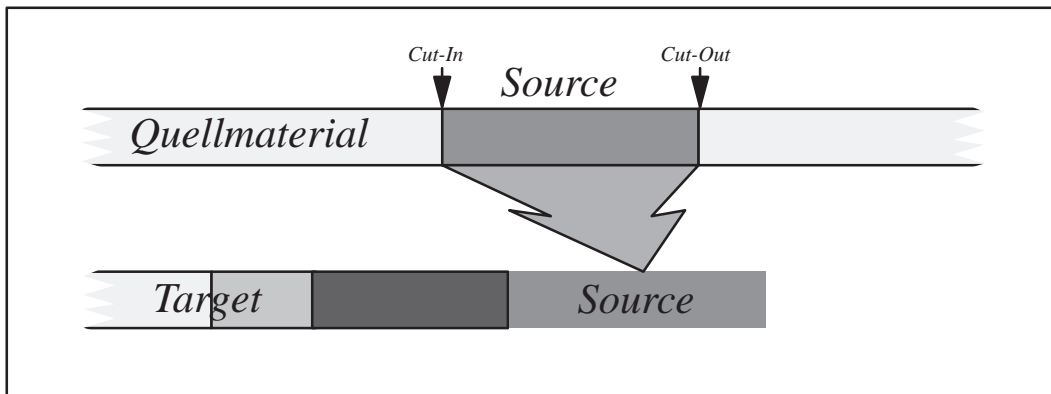 Cut-In
Cut-Out
Source
Quellmaterial
Target
Source